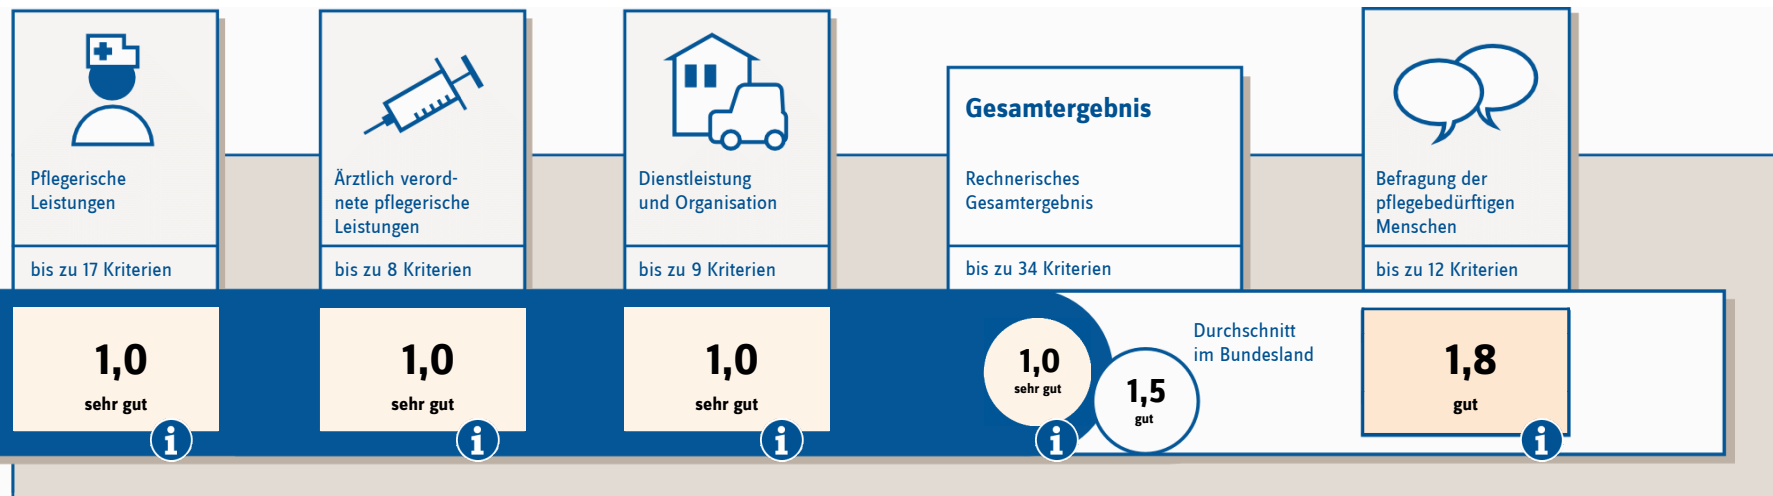 Pflegerische
Leistungen
bis zu 17 Kriterien
1,0
sehr gut
i
Ärztlich verord-
nete pflegerische
Leistungen
bis zu 8 Kriterien
1,0
sehr gut
i
Dienstleistung
und Organisation
bis zu 9 Kriterien
1,0
sehr gut
i
Gesamtergebnis
Rechnerisches
Gesamtergebnis
bis zu 34 Kriterien
1,0
sehr gut
i
1,5
gut
Durchschnitt
im Bundesland
Befragung der
pflegebedürftigen
Menschen
bis zu 12 Kriterien
1,8
gut
i